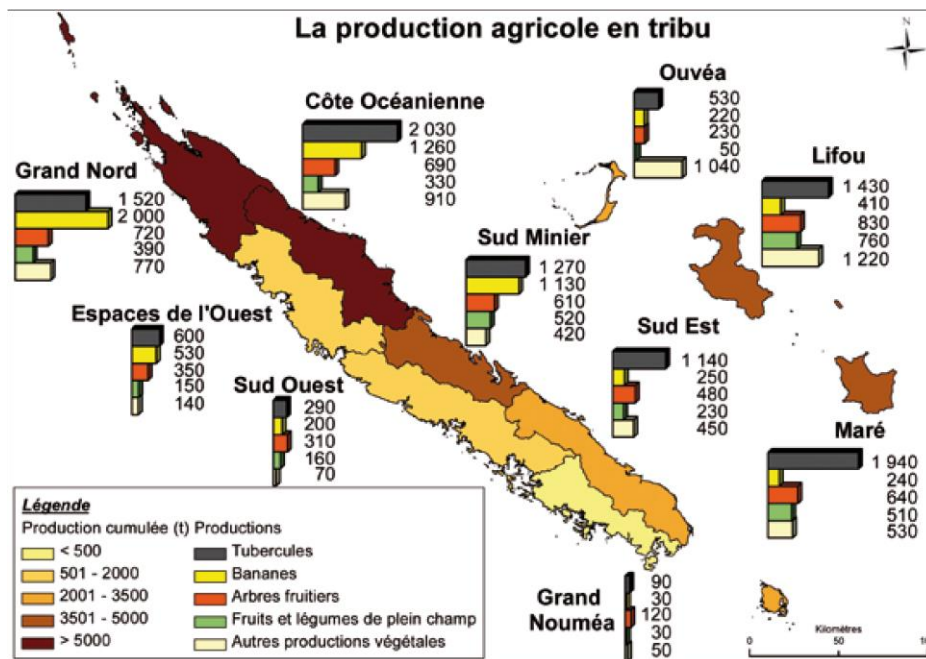 La production agricole en tribu
N
Ouvéa
530
220
230
50
1 040
Côte Océanienne
2 030
1 260
690
330
910
Lifou
1 430
410
830
760
1 220
Grand Nord
1 520
2 000
720
390
770
Sud Minier
1 270
1 130
610
520
420
Espaces de l'Ouest
600
530
350
150
140
Sud Est
1 140
250
480
230
450
Sud Ouest
290
200
310
160
70
Maré
1 940
240
640
510
530
Légende
Production cumulée (t) Productions
< 500 Tubercules
501 - 2000 Bananes
2001 - 3500 Arbres fruitiers
3501 - 5000 Fruits et légumes de plein champ
> 5000 Autres productions végétales
Grand
Nouméa
90
30
120
30
50
Kilomètres
0 50